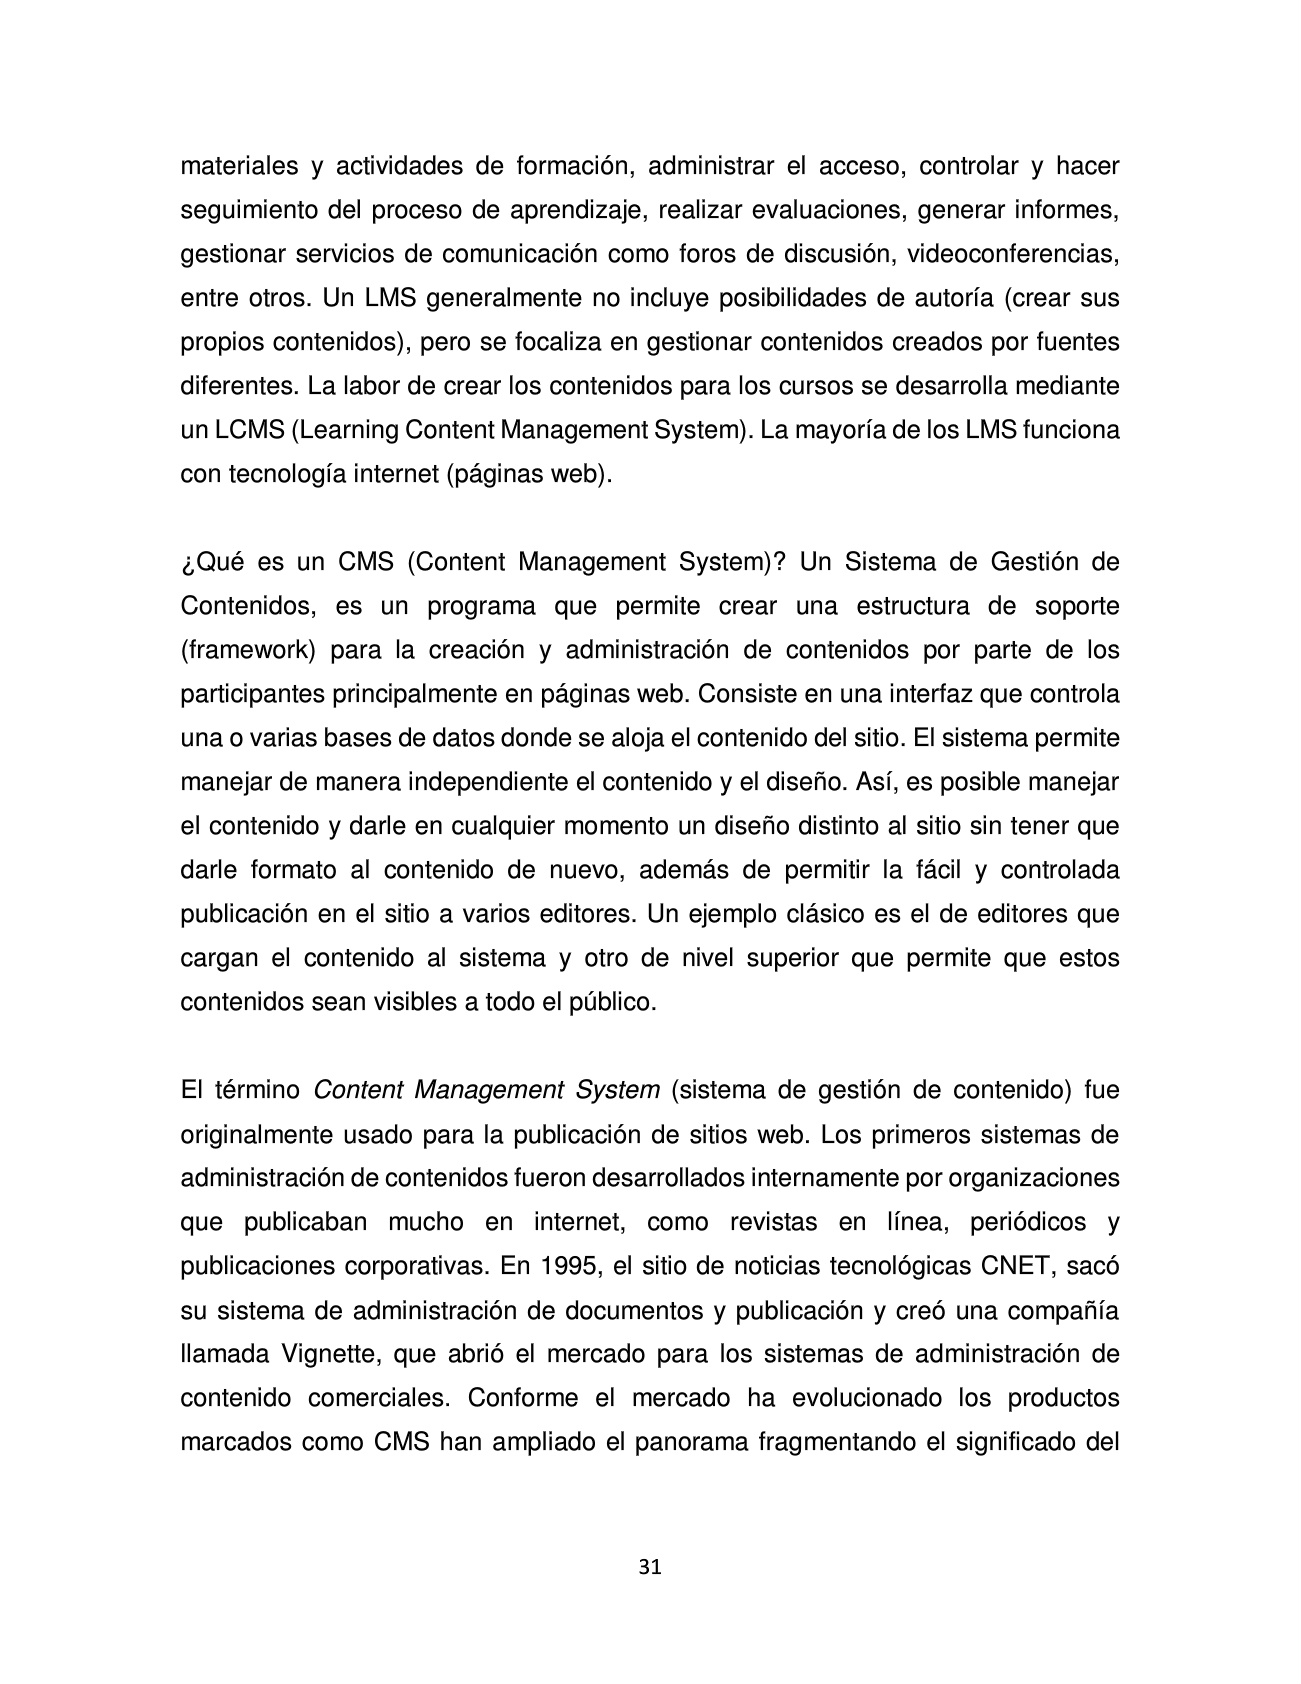 materiales y actividades de formación, administrar el acceso, controlar y hacer
seguimiento del proceso de aprendizaje, realizar evaluaciones, generar informes,
gestionar servicios de comunicación como foros de discusión, videoconferencias,
entre otros. Un LMS generalmente no incluye posibilidades de autoría (crear sus
propios contenidos), pero se focaliza en gestionar contenidos creados por fuentes
diferentes. La labor de crear los contenidos para los cursos se desarrolla mediante
un LCMS (Learning Content Management System). La mayoría de los LMS funciona
con tecnología internet (páginas web).
¿Qué es un CMS (Content Management System)? Un Sistema de Gestión de
Contenidos, es un programa que permite crear una estructura de soporte
(framework) para la creación y administración de contenidos por parte de los
participantes principalmente en páginas web. Consiste en una interfaz que controla
una o varias bases de datos donde se aloja el contenido del sitio. El sistema permite
manejar de manera independiente el contenido y el diseño. Así, es posible manejar
el contenido y darle en cualquier momento un diseño distinto al sitio sin tener que
darle formato al contenido de nuevo, además de permitir la fácil y controlada
publicación en el sitio a varios editores. Un ejemplo clásico es el de editores que
cargan el contenido al sistema y otro de nivel superior que permite que estos
contenidos sean visibles a todo el público.
El término Content Management System (sistema de gestión de contenido) fue
originalmente usado para la publicación de sitios web. Los primeros sistemas de
administración de contenidos fueron desarrollados internamente por organizaciones
que publicaban mucho en internet, como revistas en línea, periódicos y
publicaciones corporativas. En 1995, el sitio de noticias tecnológicas CNET, sacó
su sistema de administración de documentos y publicación y creó una compañía
llamada Vignette, que abrió el mercado para los sistemas de administración de
contenido comerciales. Conforme el mercado ha evolucionado los productos
marcados como CMS han ampliado el panorama fragmentando el significado del
31